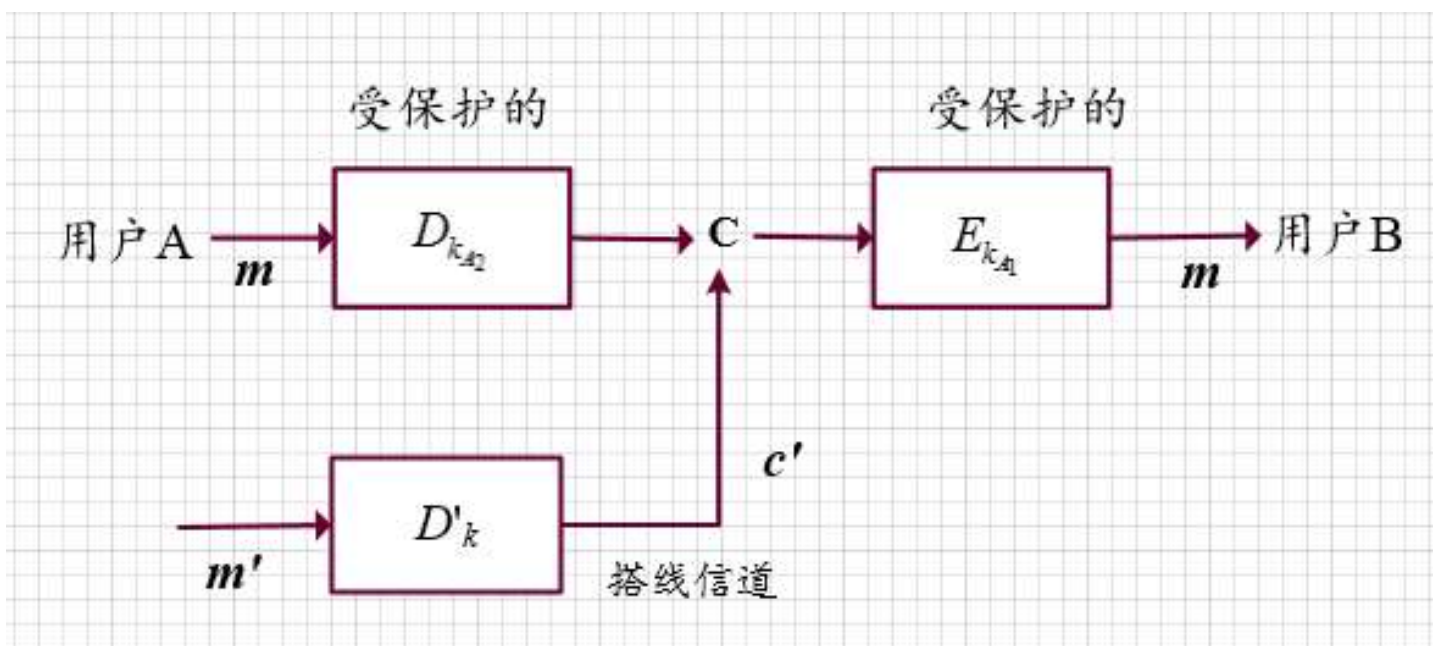 受保护的 受保护的
用户A m D_{k_{A2}} C E_{k_{A1}} m 用户B
c'
m' D'_k 搭线信道